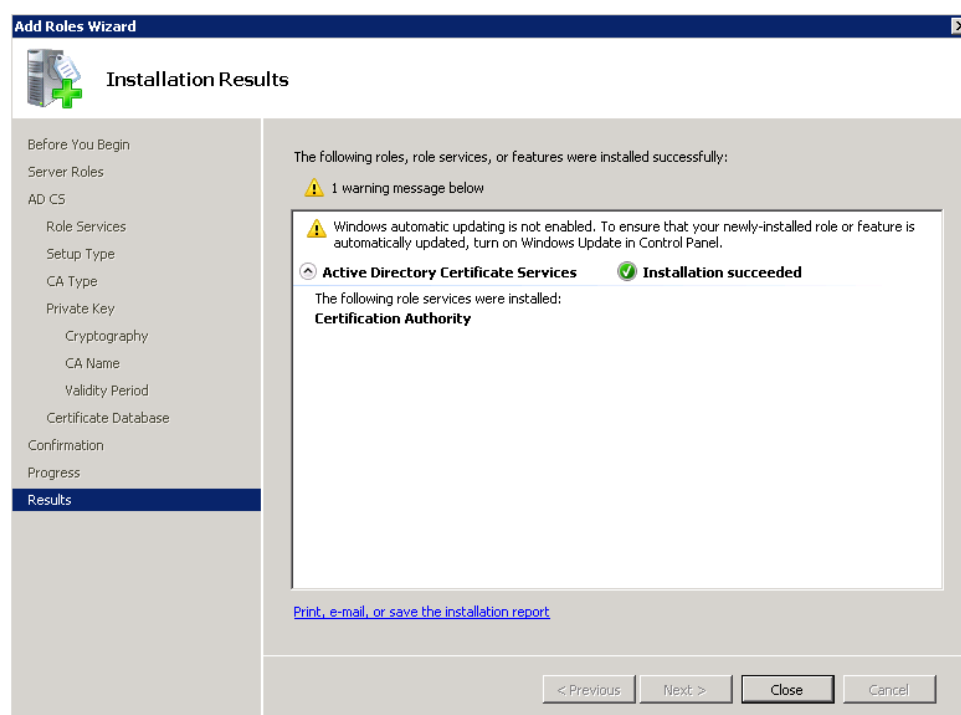 Add Roles Wizard
Installation Results
Before You Begin
Server Roles
AD CS
Role Services
Setup Type
CA Type
Private Key
Cryptography
CA Name
Validity Period
Certificate Database
Confirmation
Progress
Results
The following roles, role services, or features were installed successfully:
1 warning message below
Windows automatic updating is not enabled. To ensure that your newly-installed role or feature is
automatically updated, turn on Windows Update in Control Panel.
Active Directory Certificate Services Installation succeeded
The following role services were installed:
Certification Authority
Print, e-mail, or save the installation report
< Previous Next > Close Cancel